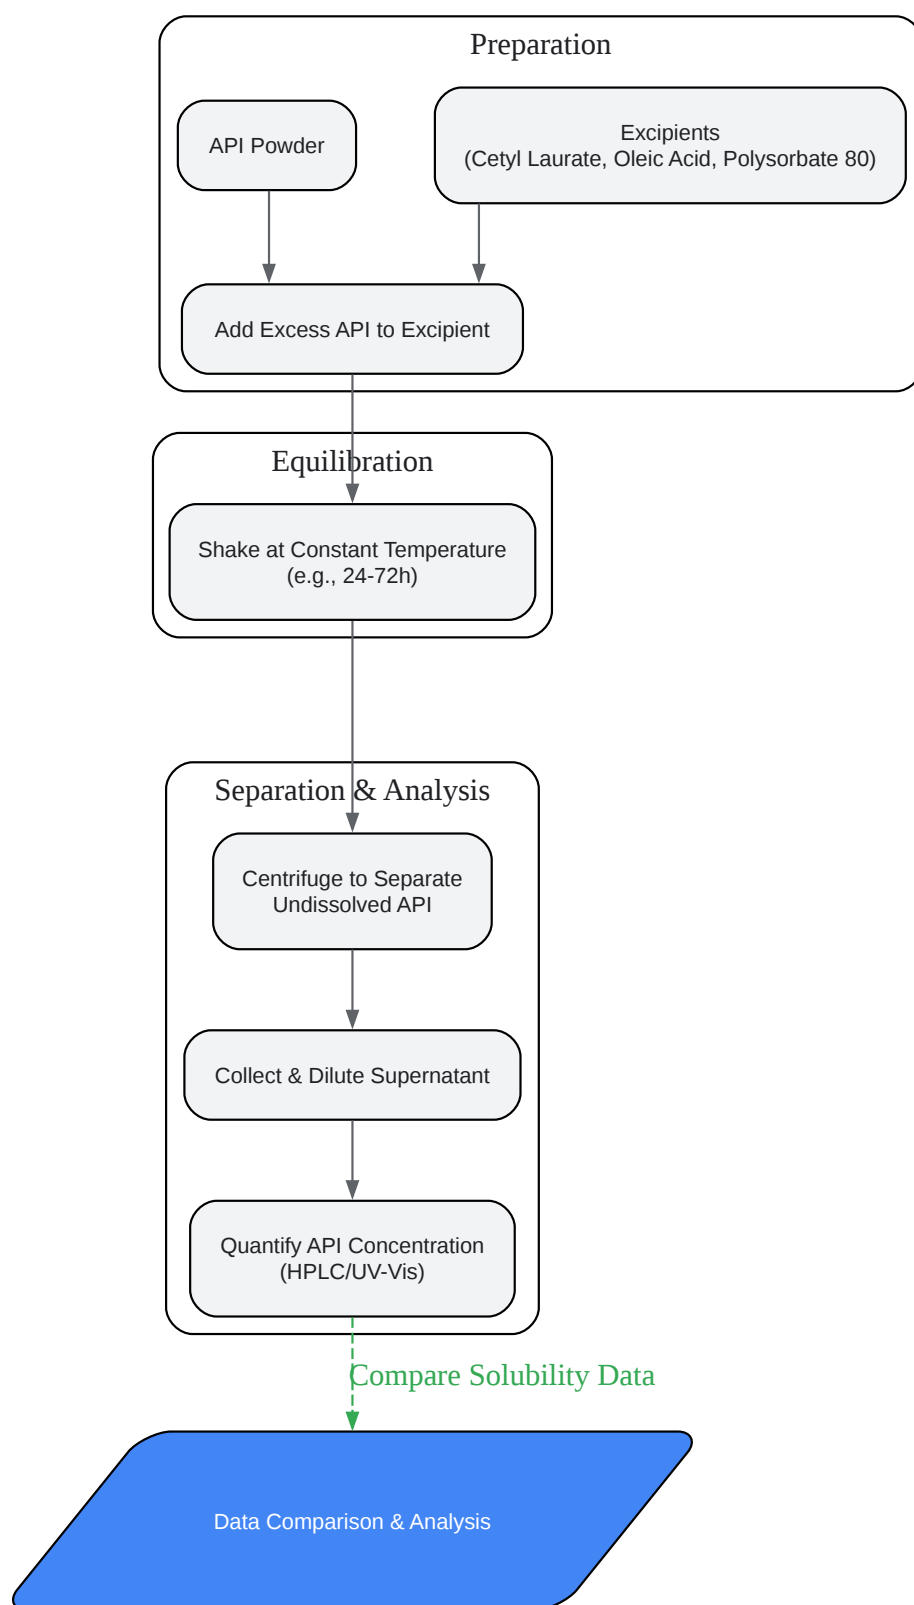 Preparation
API Powder
Excipients
(Cetyl Laurate, Oleic Acid, Polysorbate 80)
Add Excess API to Excipient
Equilibration
Shake at Constant Temperature
(e.g., 24-72h)
Separation & Analysis
Centrifuge to Separate
Undissolved API
Collect & Dilute Supernatant
Quantify API Concentration
(HPLC/UV-Vis)
Compare Solubility Data
Data Comparison & Analysis